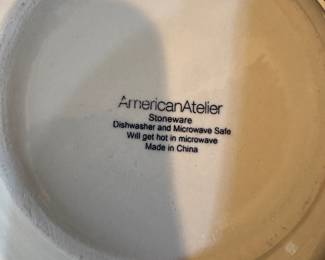 AmericanAtelier
Stoneware
Dishwasher and Microwave Safe
Will get hot in microwave
Made in China